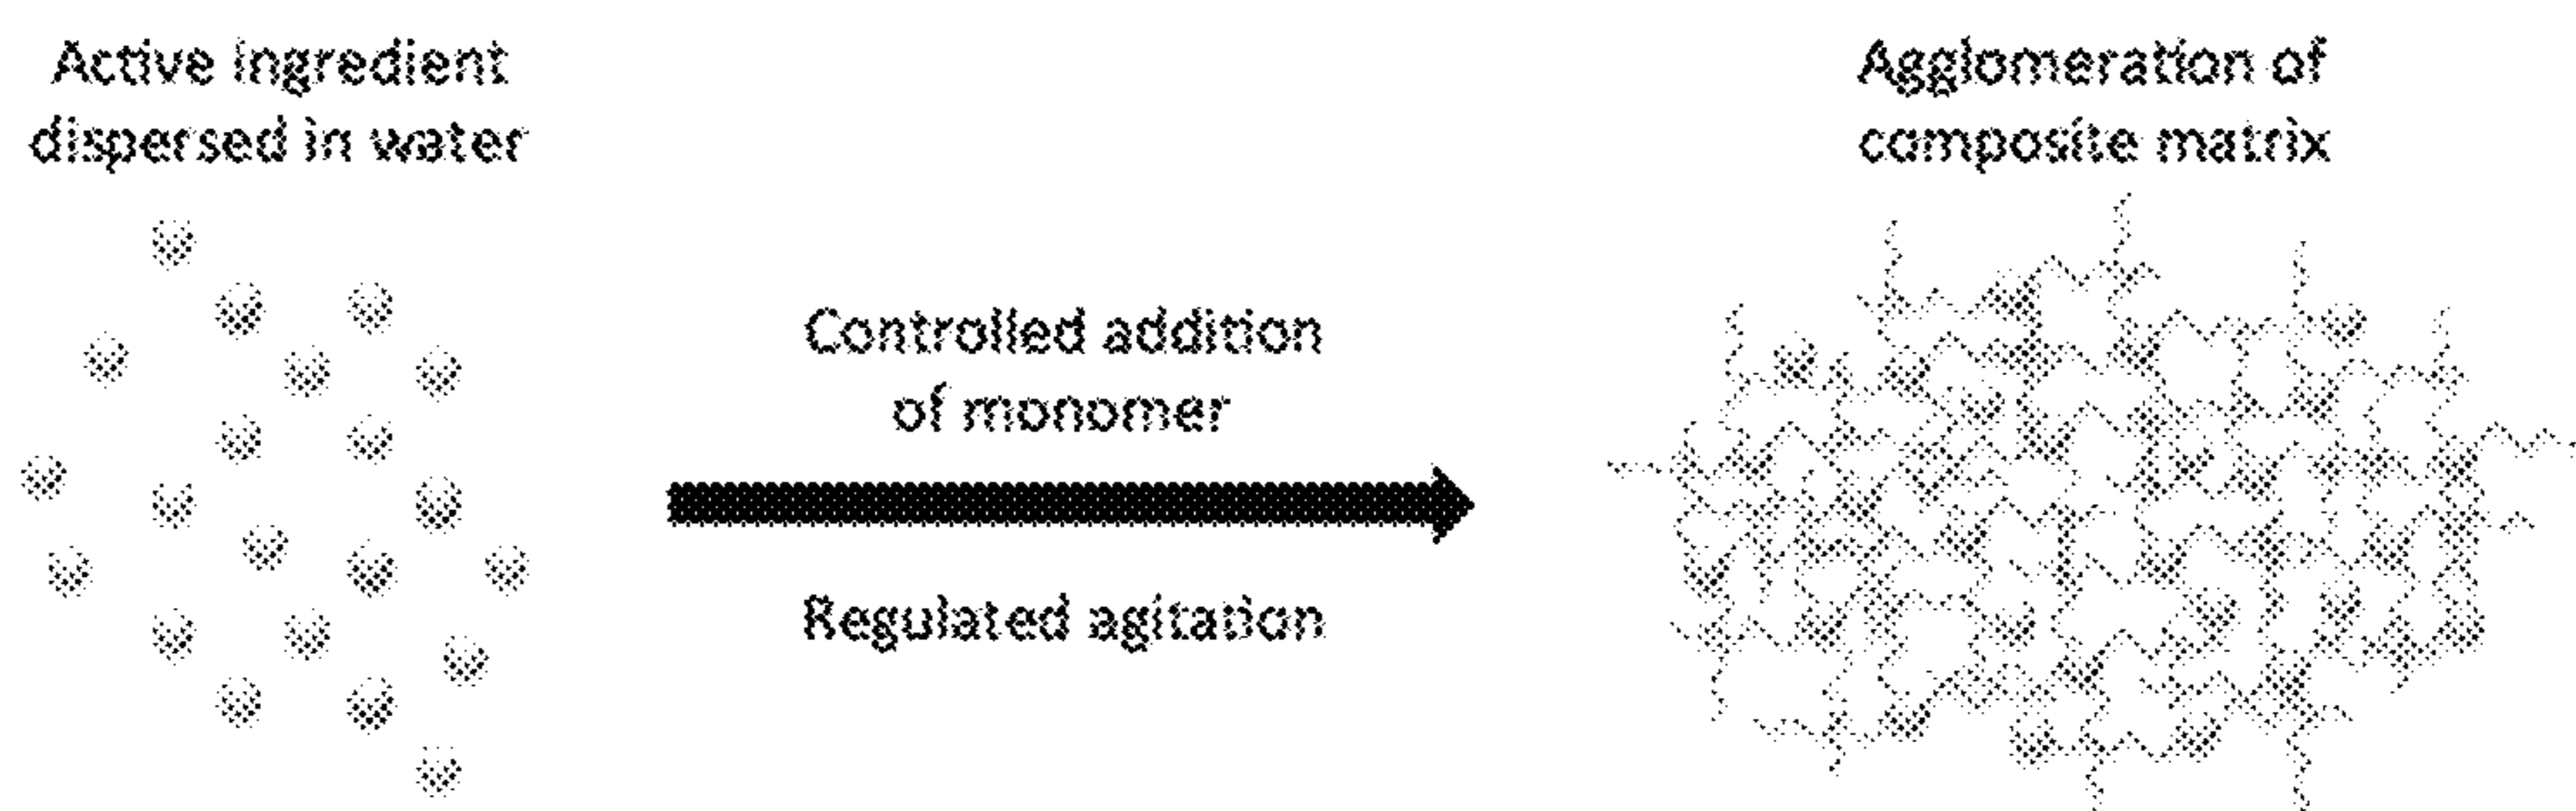 Active ingredient
dispersed in water
Controlled addition
of monomer
Regulated agitation
Agglomeration of
composite matrix